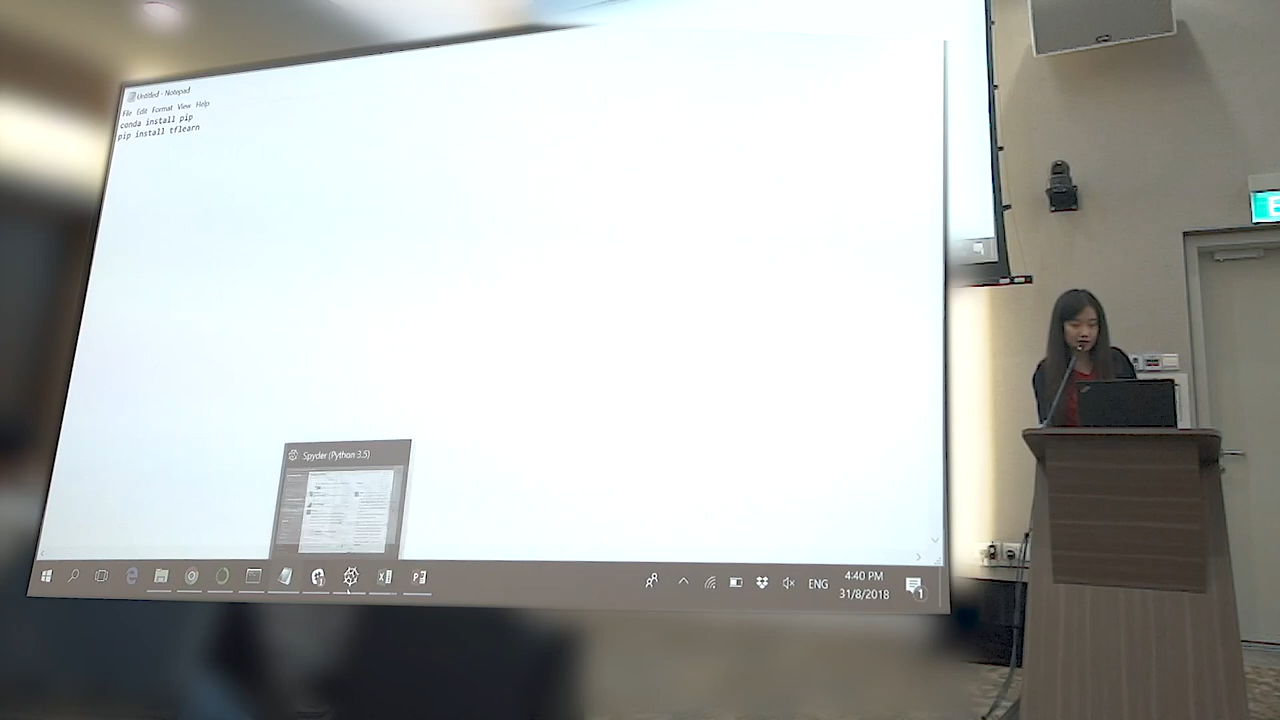 Untitled - Notepad
File Edit Format View Help
conda install pip
pip install tflearn
Spyder (Python 3.5)
ENG
4:40 PM
31/8/2018
1
E